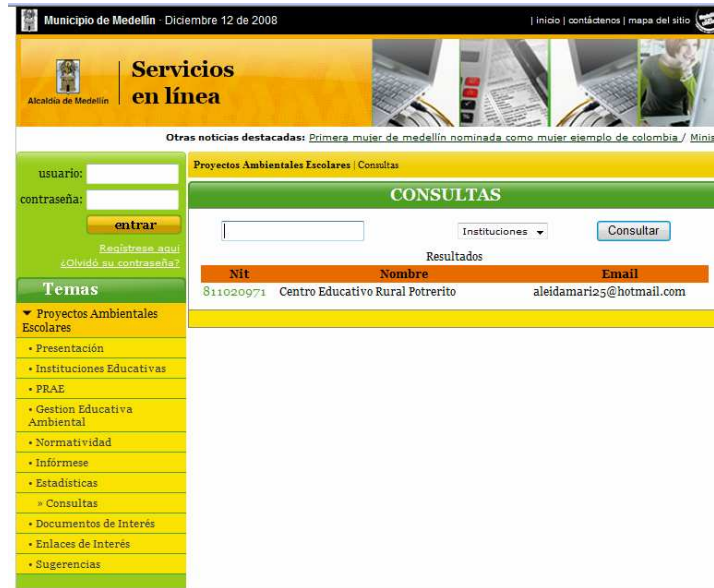 Municipio de Medellín · Diciembre 12 de 2008
| inicio | contáctenos | mapa del sitio
Alcaldía de Medellín
Servicios
en línea
Otras noticias destacadas: Primera mujer de medellín nominada como mujer ejemplo de colombia / Minis
usuario:
contraseña:
entrar
Regístrese aquí
¿Olvidó su contraseña?
Temas
Proyectos Ambientales
Escolares
• Presentación
• Instituciones Educativas
• PRAE
• Gestion Educativa
Ambiental
• Normatividad
• Infórmese
• Estadísticas
» Consultas
• Documentos de Interés
• Enlaces de Interés
• Sugerencias
Proyectos Ambientales Escolares | Consultas
CONSULTAS
Instituciones
Consultar
Resultados
Nit Nombre Email
811020971 Centro Educativo Rural Potrerito aleidamari25@hotmail.com